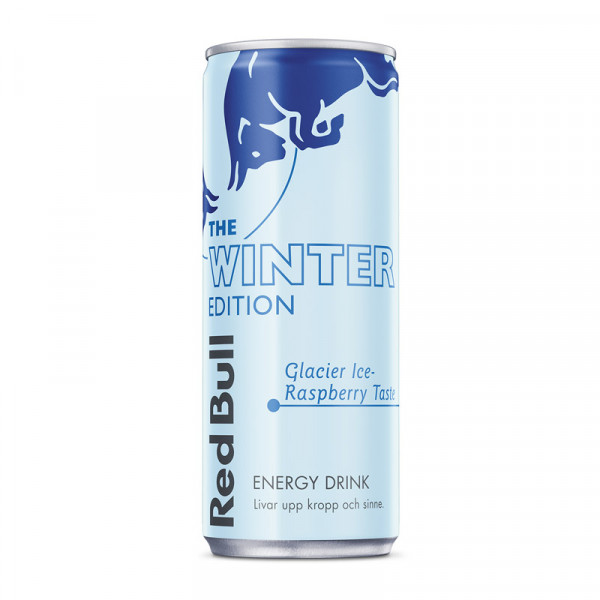 THE
WINTER
EDITION
Glacier Ice-
Raspberry Taste
Red Bull
ENERGY DRINK
Livar upp kropp och sinne.